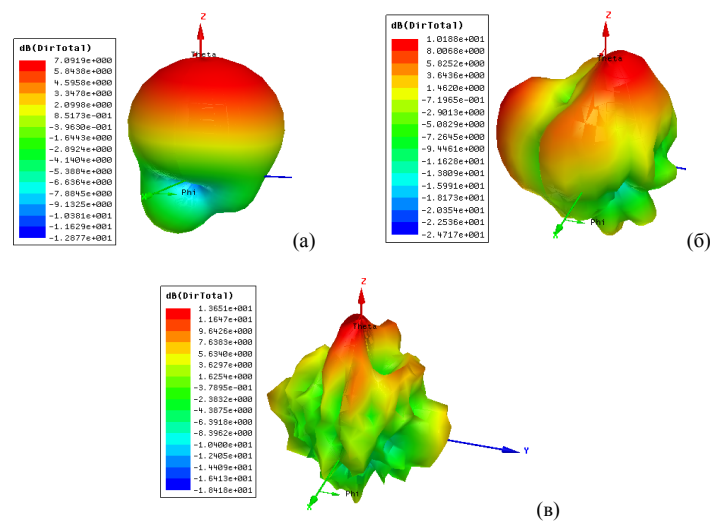 Z
dB(DirTotal)
7.0919e+000
5.8438e+000
4.5958e+000
3.3478e+000
2.0998e+000
8.5173e-001
-3.9630e-001
-1.6443e+000
-2.8924e+000
-4.1404e+000
-5.3884e+000
-6.6364e+000
-7.8845e+000
-9.1325e+000
-1.0381e+001
-1.1629e+001
-1.2877e+001
Theta
Phi
(а)
Z
dB(DirTotal)
1.0188e+001
8.0068e+000
5.8252e+000
3.6436e+000
1.4620e+000
-7.1965e-001
-2.9013e+000
-5.0829e+000
-7.2645e+000
-9.4461e+000
-1.1628e+001
-1.3809e+001
-1.5991e+001
-1.8173e+001
-2.0354e+001
-2.2536e+001
-2.4717e+001
Theta
Phi
X
(б)
Z
dB(DirTotal)
1.3651e+001
1.1647e+001
9.6426e+000
7.6383e+000
5.6340e+000
3.6297e+000
1.6254e+000
-3.7895e-001
-2.3832e+000
-4.3875e+000
-6.3918e+000
-8.3962e+000
-1.0400e+001
-1.2405e+001
-1.4409e+001
-1.6413e+001
-1.8418e+001
Theta
Y
Phi
X
(в)